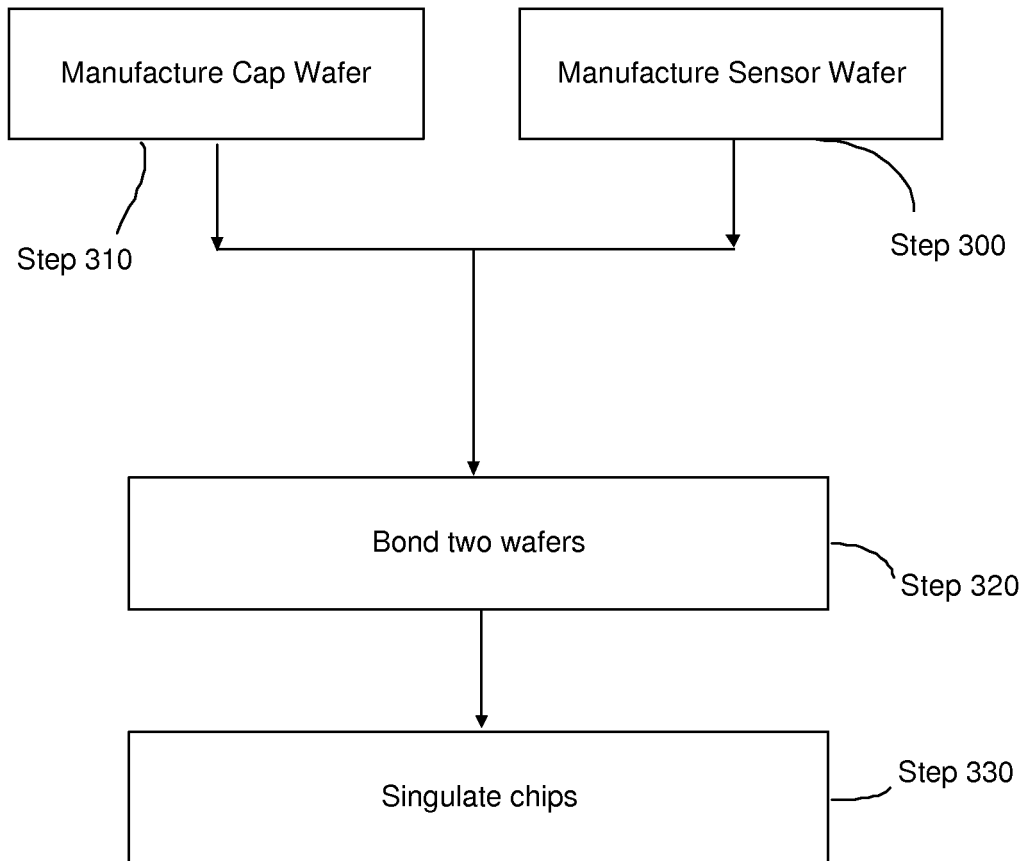 Manufacture Cap Wafer
Manufacture Sensor Wafer
Step 310
Step 300
Bond two wafers
Step 320
Step 330
Singulate chips